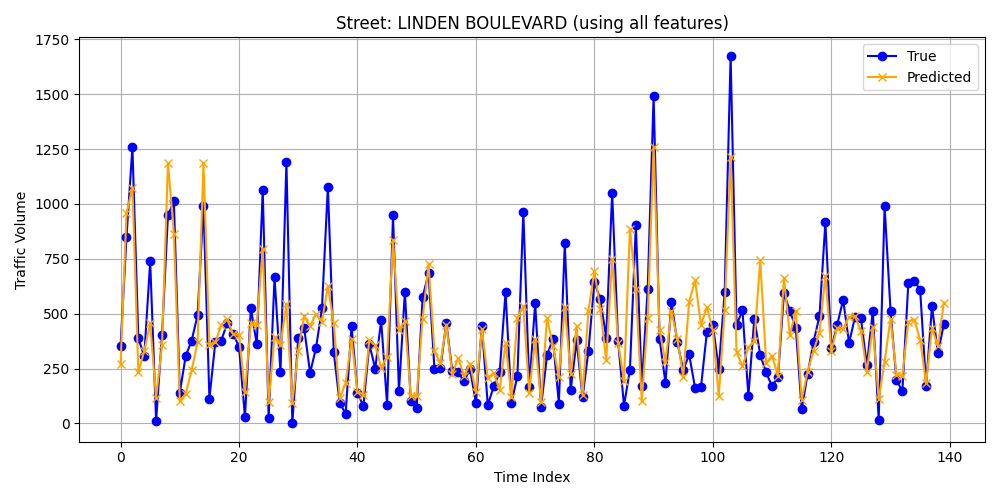 Street: LINDEN BOULEVARD (using all features)
True
Predicted
Traffic Volume
1750
1500
1250
1000
750
500
250
0
0 20 40 60 80 100 120 140
Time Index